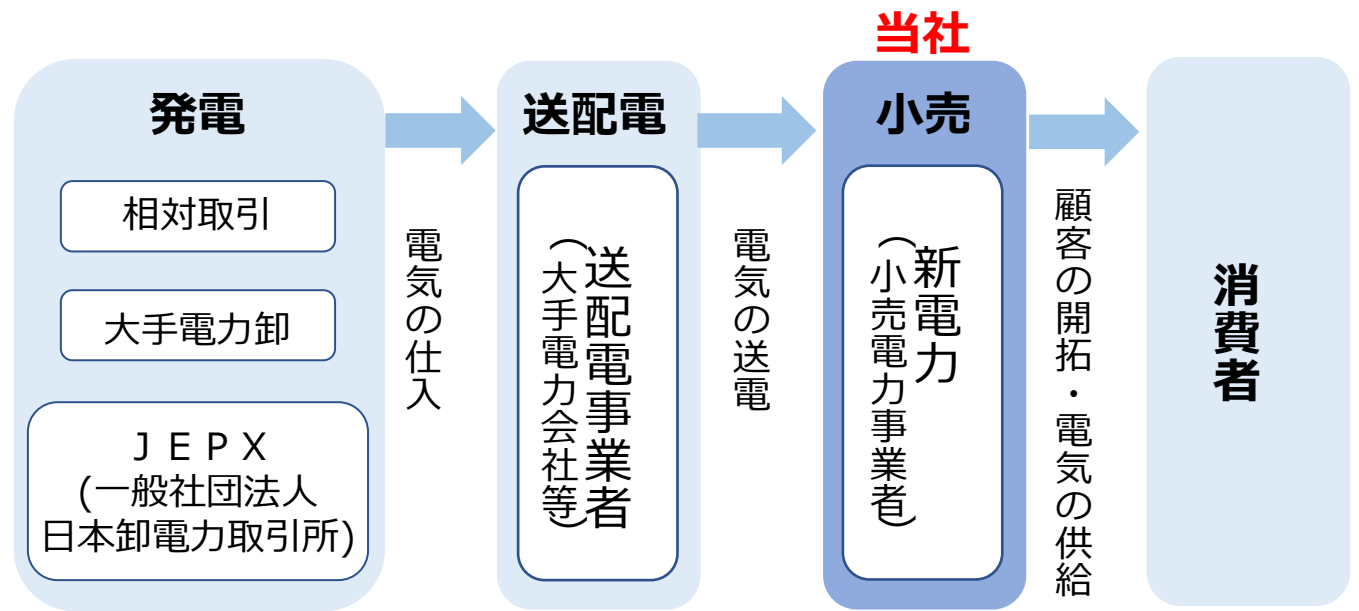 当社
発電
相対取引
大手電力卸
ＪＥＰＸ
(一般社団法人
日本卸電力取引所)
電気の仕入
送配電
送配電事業者
（大手電力会社等）
電気の送電
小売
新電力
（小売電力事業者）
顧客の開拓・電気の供給
消費者